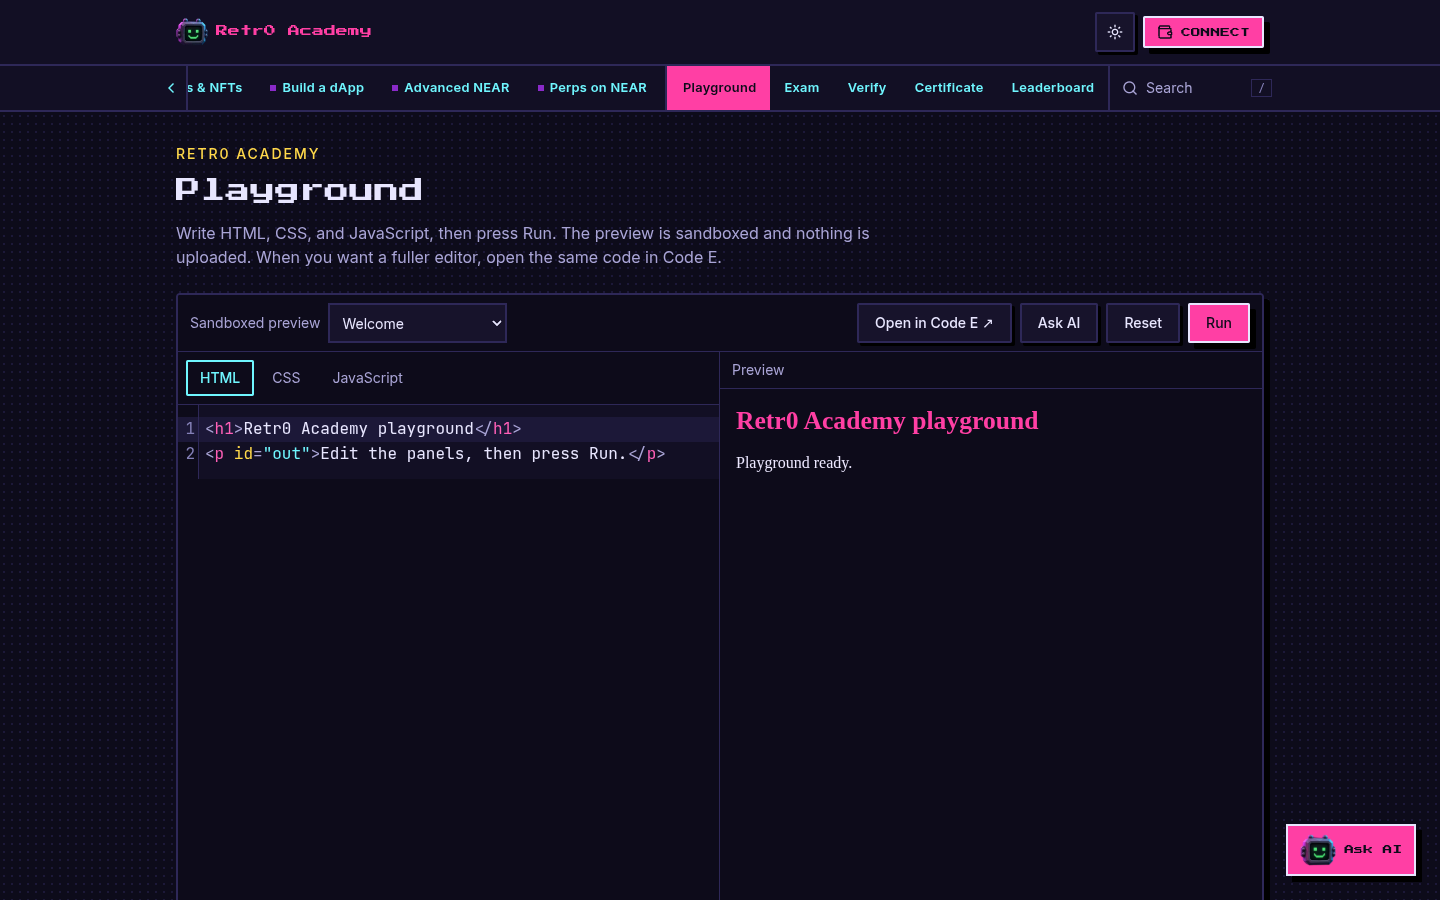 Retr0 Academy
CONNECT
s & NFTs
Build a dApp
Advanced NEAR
Perps on NEAR
Playground
Exam
Verify
Certificate
Leaderboard
Search
/
RETR0 ACADEMY
Playground
Write HTML, CSS, and JavaScript, then press Run. The preview is sandboxed and nothing is
uploaded. When you want a fuller editor, open the same code in Code E.
Sandboxed preview
Welcome
Open in Code E ↗
Ask AI
Reset
Run
HTML
CSS
JavaScript
1 <h1>Retr0 Academy playground</h1>
2 <p id="out">Edit the panels, then press Run.</p>
Preview
Retr0 Academy playground
Playground ready.
Ask AI